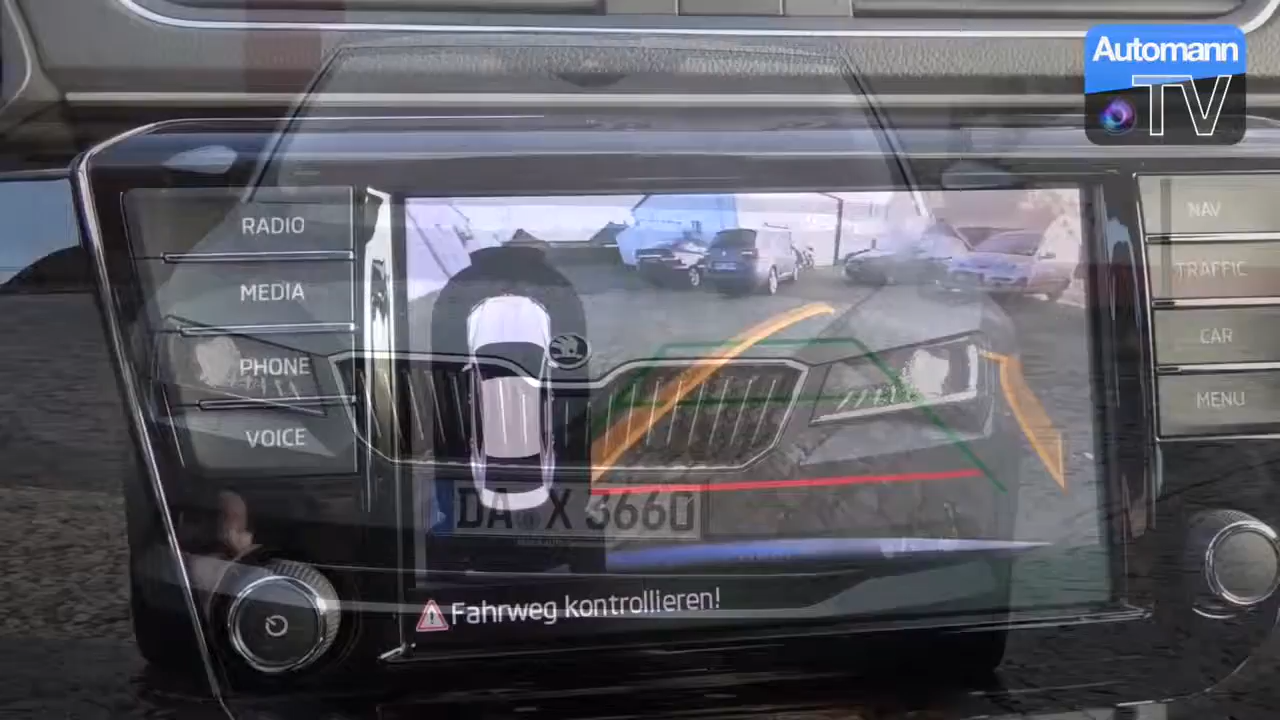 Automann
TV
RADIO
MEDIA
PHONE
VOICE
NAV
TRAFFIC
CAR
MENU
DA X 3660
Fahrweg kontrollieren!